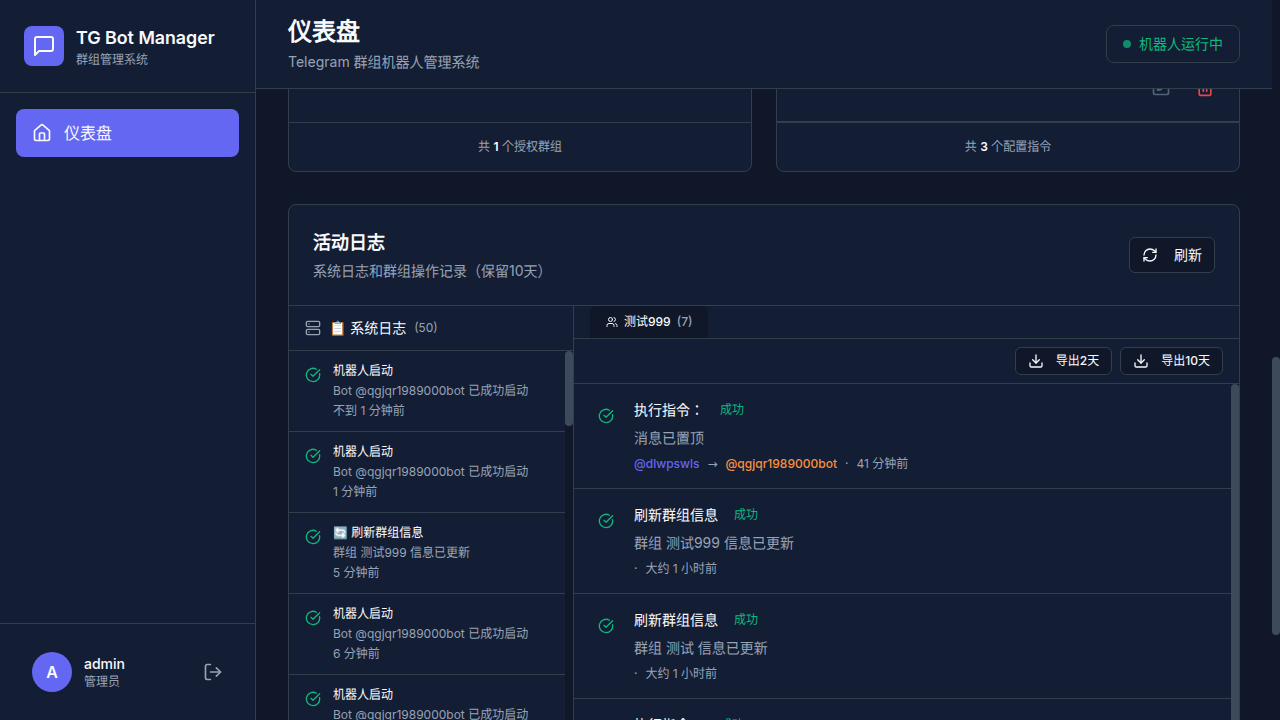 TG Bot Manager
群组管理系统
仪表盘
admin
管理员
A
仪表盘
Telegram 群组机器人管理系统
机器人运行中
共 1 个授权群组
共 3 个配置指令
活动日志
系统日志和群组操作记录（保留10天）
刷新
📋 系统日志 (50)
机器人启动
Bot @qgjqr1989000bot 已成功启动
不到 1 分钟前
机器人启动
Bot @qgjqr1989000bot 已成功启动
1 分钟前
🔄 刷新群组信息
群组 测试999 信息已更新
5 分钟前
机器人启动
Bot @qgjqr1989000bot 已成功启动
6 分钟前
机器人启动
Bot @qgjqr1989000bot 已成功启动
测试999 (7)
导出2天
导出10天
执行指令： 成功
消息已置顶
@dlwpswls → @qgjqr1989000bot · 41 分钟前
刷新群组信息 成功
群组 测试999 信息已更新
· 大约 1 小时前
刷新群组信息 成功
群组 测试 信息已更新
· 大约 1 小时前